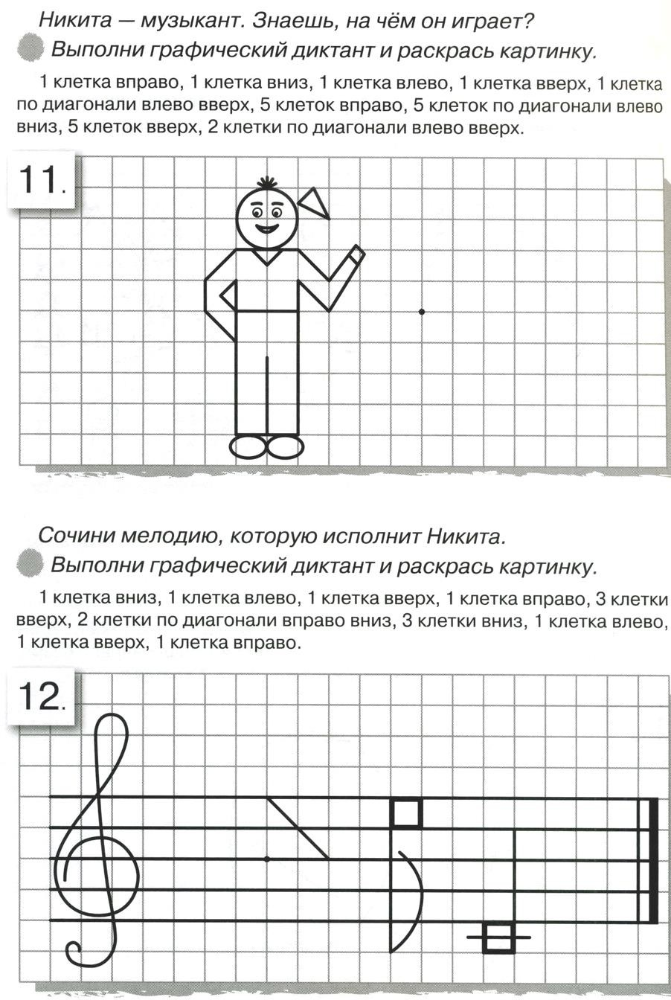 Никита — музыкант. Знаешь, на чём он играет?
Выполни графический диктант и раскрась картинку.
1 клетка вправо, 1 клетка вниз, 1 клетка влево, 1 клетка вверх, 1 клетка
по диагонали влево вверх, 5 клеток вправо, 5 клеток по диагонали влево
вниз, 5 клеток вверх, 2 клетки по диагонали влево вверх.
11.
Сочини мелодию, которую исполнит Никита.
Выполни графический диктант и раскрась картинку.
1 клетка вниз, 1 клетка влево, 1 клетка вверх, 1 клетка вправо, 3 клетки
вверх, 2 клетки по диагонали вправо вниз, 3 клетки вниз, 1 клетка влево,
1 клетка вверх, 1 клетка вправо.
12.